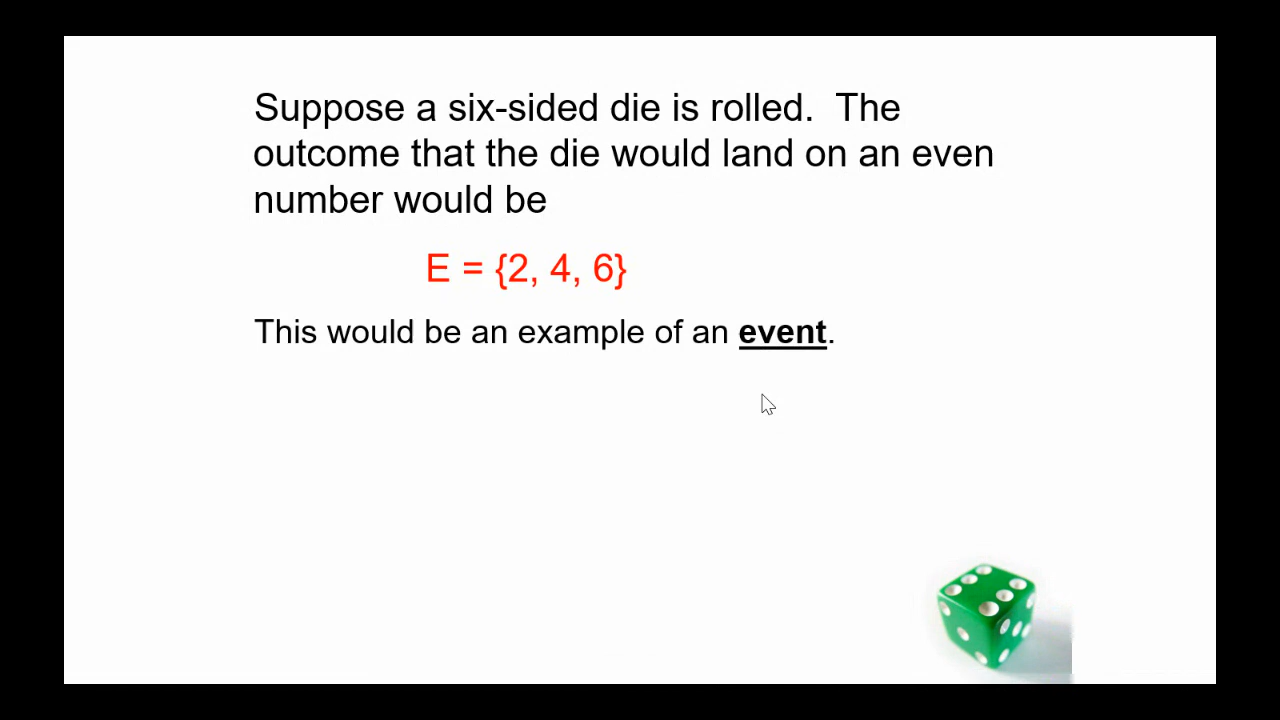 Suppose a six-sided die is rolled.  The
outcome that the die would land on an even
number would be
E = {2, 4, 6}
This would be an example of an event.